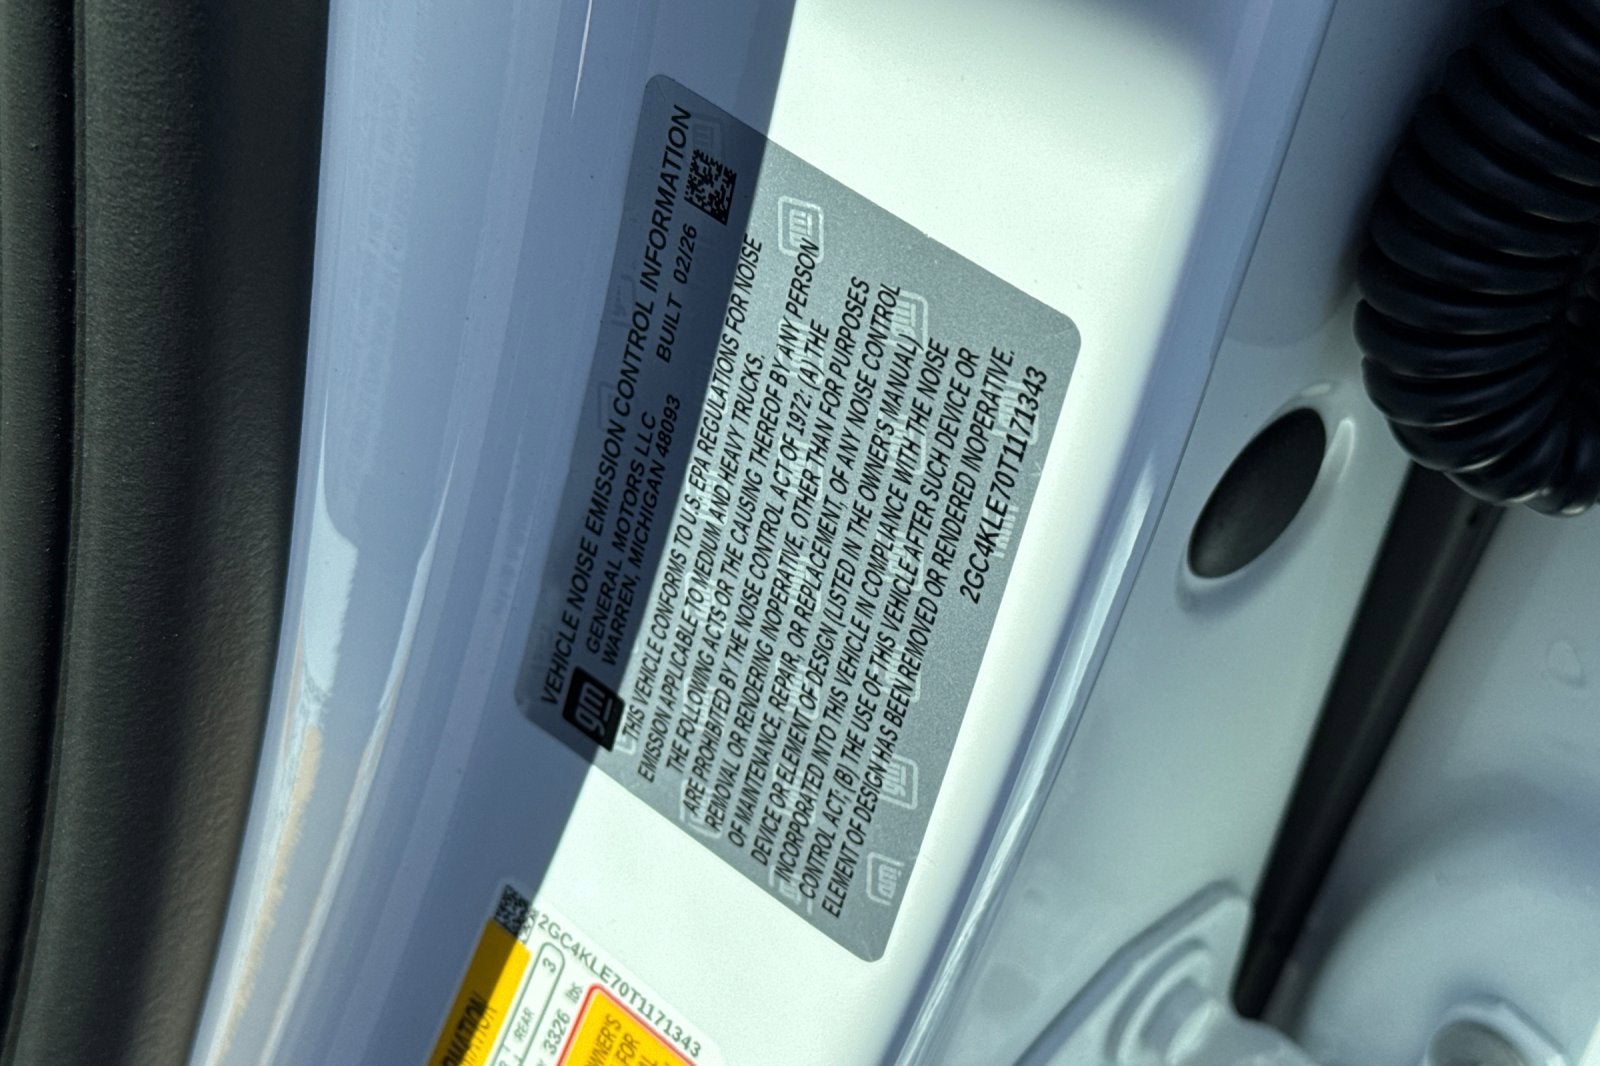 VEHICLE NOISE EMISSION CONTROL INFORMATION
gm
GENERAL MOTORS LLC
WARREN, MICHIGAN 48093 BUILT 02/26
THIS VEHICLE CONFORMS TO U.S. EPA REGULATIONS FOR NOISE
EMISSION APPLICABLE TO MEDIUM AND HEAVY TRUCKS.
THE FOLLOWING ACTS OR THE CAUSING THEREOF BY ANY PERSON
ARE PROHIBITED BY THE NOISE CONTROL ACT OF 1972: (A) THE
REMOVAL OR RENDERING INOPERATIVE, OTHER THAN FOR PURPOSES
OF MAINTENANCE, REPAIR, OR REPLACEMENT OF ANY NOISE CONTROL
DEVICE OR ELEMENT OF DESIGN (LISTED IN THE OWNER'S MANUAL)
INCORPORATED INTO THIS VEHICLE IN COMPLIANCE WITH THE NOISE
CONTROL ACT; (B) THE USE OF THIS VEHICLE AFTER SUCH DEVICE OR
ELEMENT OF DESIGN HAS BEEN REMOVED OR RENDERED INOPERATIVE.
2GC4KLE70T1171343
2GC4KLE70T1171343
REAR 3
3326 lbs
OWNER'S
FOR